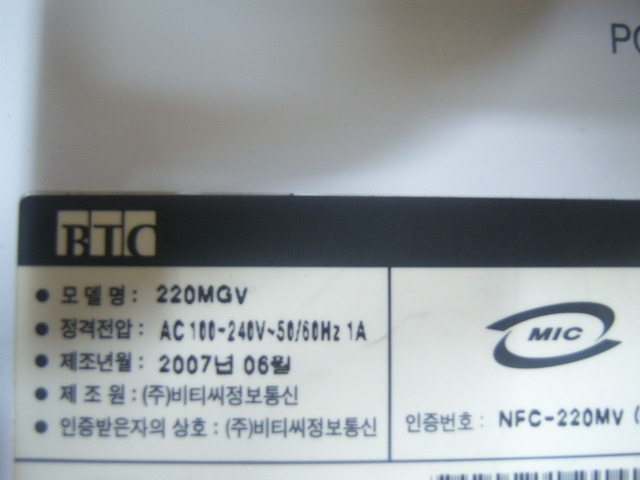 BTC
● 모델명 : 220MGV
● 정격전압 : AC 100-240V~50/60Hz 1A
● 제조년월 : 2007년 06월
● 제 조 원 : (주)비티씨정보통신
● 인증받은자의 상호 : (주)비티씨정보통신
MIC
인증번호 : NFC-220MV (